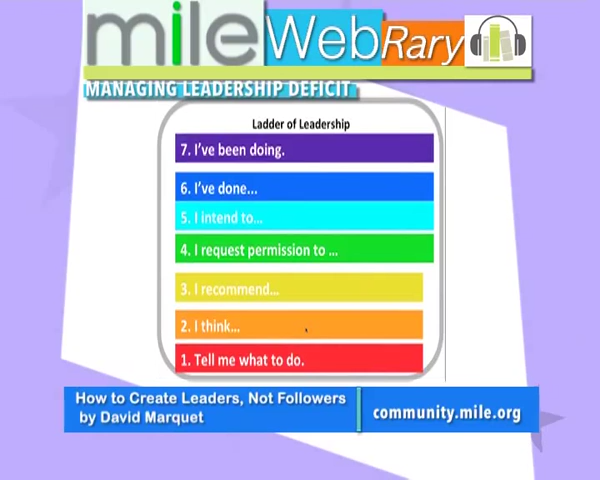 mile WebRary
MANAGING LEADERSHIP DEFICIT
Ladder of Leadership
7. I've been doing.
6. I've done...
5. I intend to...
4. I request permission to ...
3. I recommend...
2. I think...
1. Tell me what to do.
How to Create Leaders, Not Followers
by David Marquet
community.mile.org